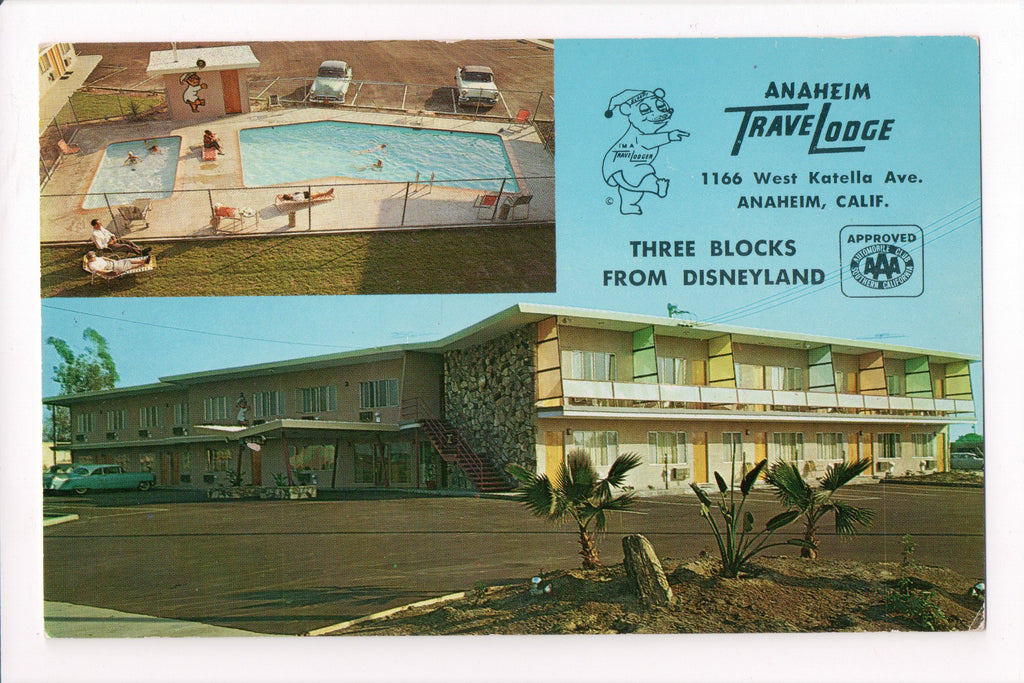 I'M A
TRAVELODGER
©
ANAHEIM
TRAVELODGE
1166 West Katella Ave.
ANAHEIM, CALIF.
THREE BLOCKS
FROM DISNEYLAND
APPROVED
AUTOMOBILE CLUB
AAA
SOUTHERN CALIFORNIA